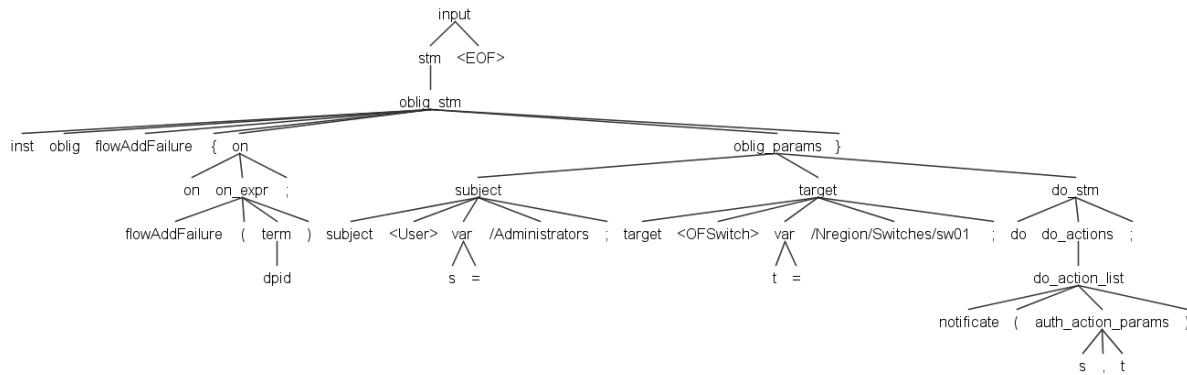 input
stm <EOF>
oblig_stm
inst oblig flowAddFailure { on oblig_params }
on on_expr ; subject target do_stm
flowAddFailure ( term ) subject <User> var /Administrators ; target <OFSwitch> var /Nregion/Switches/sw01 ; do do_actions ;
dpid s = t = do_action_list
notificate ( auth_action_params )
s , t